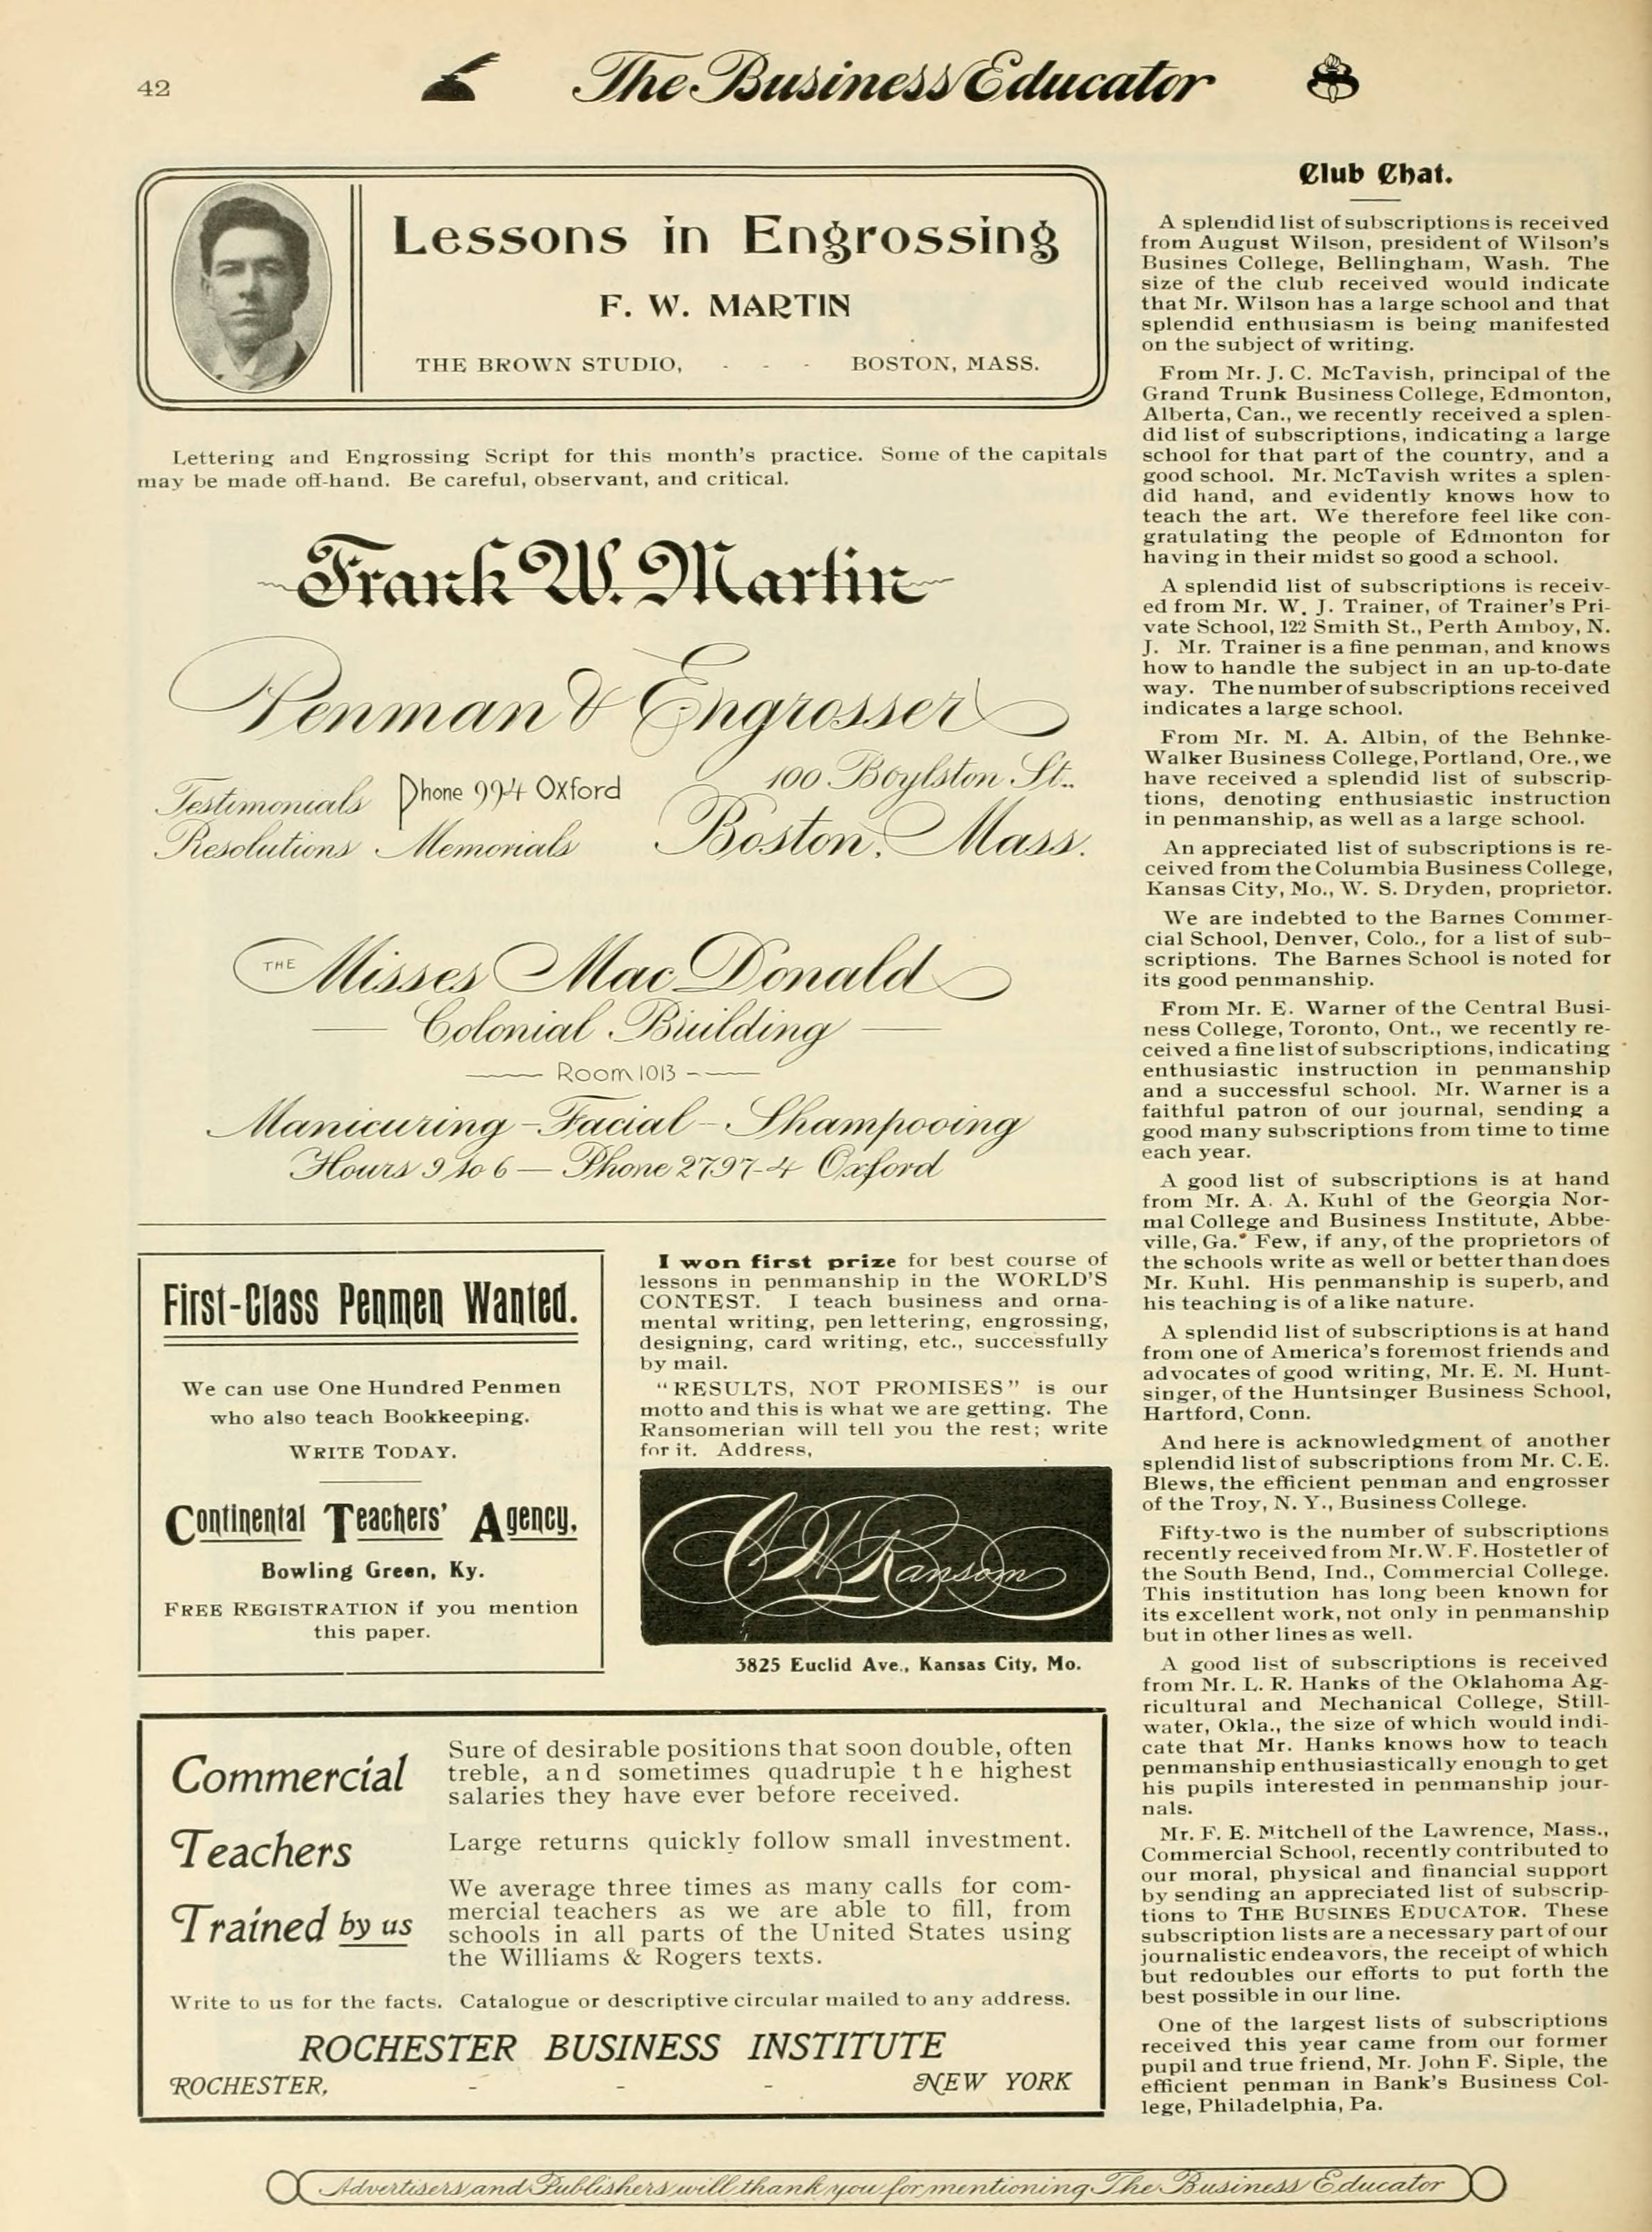 42
The Business Educator
Lessons in Engrossing
F. W. MARTIN
THE BROWN STUDIO, - - - BOSTON, MASS.
Lettering and Engrossing Script for this month's practice. Some of the capitals
may be made off-hand. Be careful, observant, and critical.
Frank W. Martin
Penman & Engrosser
Testimonials Phone 994 Oxford 100 Boylston St..
Resolutions Memorials Boston, Mass.
THE Misses MacDonald
Colonial Building
Room 1013
Manicuring - Facial - Shampooing
Hours 9 to 6 — Phone 2797-4 Oxford
First-Class Penmen Wanted.
We can use One Hundred Penmen
who also teach Bookkeeping.
WRITE TODAY.
Continental Teachers' Agency,
Bowling Green, Ky.
FREE REGISTRATION if you mention
this paper.
I won first prize for best course of
lessons in penmanship in the WORLD'S
CONTEST. I teach business and orna-
mental writing, pen lettering, engrossing,
designing, card writing, etc., successfully
by mail.
"RESULTS, NOT PROMISES" is our
motto and this is what we are getting. The
Ransomerian will tell you the rest; write
for it. Address,
C W Ransom
3825 Euclid Ave., Kansas City, Mo.
Commercial
Teachers
Trained by us
Sure of desirable positions that soon double, often
treble, and sometimes quadruple the highest
salaries they have ever before received.
Large returns quickly follow small investment.
We average three times as many calls for com-
mercial teachers as we are able to fill, from
schools in all parts of the United States using
the Williams & Rogers texts.
Write to us for the facts. Catalogue or descriptive circular mailed to any address.
ROCHESTER BUSINESS INSTITUTE
ROCHESTER, - - - NEW YORK
Club Chat.
A splendid list of subscriptions is received
from August Wilson, president of Wilson's
Busines College, Bellingham, Wash. The
size of the club received would indicate
that Mr. Wilson has a large school and that
splendid enthusiasm is being manifested
on the subject of writing.
From Mr. J. C. McTavish, principal of the
Grand Trunk Business College, Edmonton,
Alberta, Can., we recently received a splen-
did list of subscriptions, indicating a large
school for that part of the country, and a
good school. Mr. McTavish writes a splen-
did hand, and evidently knows how to
teach the art. We therefore feel like con-
gratulating the people of Edmonton for
having in their midst so good a school.
A splendid list of subscriptions is receiv-
ed from Mr. W. J. Trainer, of Trainer's Pri-
vate School, 122 Smith St., Perth Amboy, N.
J. Mr. Trainer is a fine penman, and knows
how to handle the subject in an up-to-date
way. The number of subscriptions received
indicates a large school.
From Mr. M. A. Albin, of the Behnke-
Walker Business College, Portland, Ore., we
have received a splendid list of subscrip-
tions, denoting enthusiastic instruction
in penmanship, as well as a large school.
An appreciated list of subscriptions is re-
ceived from the Columbia Business College,
Kansas City, Mo., W. S. Dryden, proprietor.
We are indebted to the Barnes Commer-
cial School, Denver, Colo., for a list of sub-
scriptions. The Barnes School is noted for
its good penmanship.
From Mr. E. Warner of the Central Busi-
ness College, Toronto, Ont., we recently re-
ceived a fine list of subscriptions, indicating
enthusiastic instruction in penmanship
and a successful school. Mr. Warner is a
faithful patron of our journal, sending a
good many subscriptions from time to time
each year.
A good list of subscriptions is at hand
from Mr. A. A. Kuhl of the Georgia Nor-
mal College and Business Institute, Abbe-
ville, Ga. Few, if any, of the proprietors of
the schools write as well or better than does
Mr. Kuhl. His penmanship is superb, and
his teaching is of a like nature.
A splendid list of subscriptions is at hand
from one of America's foremost friends and
advocates of good writing, Mr. E. M. Hunt-
singer, of the Huntsinger Business School,
Hartford, Conn.
And here is acknowledgment of another
splendid list of subscriptions from Mr. C. E.
Blews, the efficient penman and engrosser
of the Troy, N. Y., Business College.
Fifty-two is the number of subscriptions
recently received from Mr. W. F. Hostetler of
the South Bend, Ind., Commercial College.
This institution has long been known for
its excellent work, not only in penmanship
but in other lines as well.
A good list of subscriptions is received
from Mr. L. R. Hanks of the Oklahoma Ag-
ricultural and Mechanical College, Still-
water, Okla., the size of which would indi-
cate that Mr. Hanks knows how to teach
penmanship enthusiastically enough to get
his pupils interested in penmanship jour-
nals.
Mr. F. E. Mitchell of the Lawrence, Mass.,
Commercial School, recently contributed to
our moral, physical and financial support
by sending an appreciated list of subscrip-
tions to THE BUSINES EDUCATOR. These
subscription lists are a necessary part of our
journalistic endeavors, the receipt of which
but redoubles our efforts to put forth the
best possible in our line.
One of the largest lists of subscriptions
received this year came from our former
pupil and true friend, Mr. John F. Siple, the
efficient penman in Bank's Business Col-
lege, Philadelphia, Pa.
Advertisers and Publishers will thank you for mentioning The Business Educator